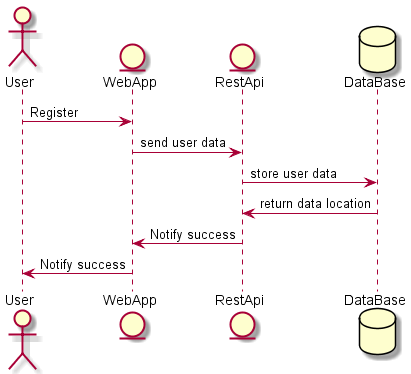 User WebApp RestApi DataBase
Register
send user data
store user data
return data location
Notify success
Notify success
User WebApp RestApi DataBase